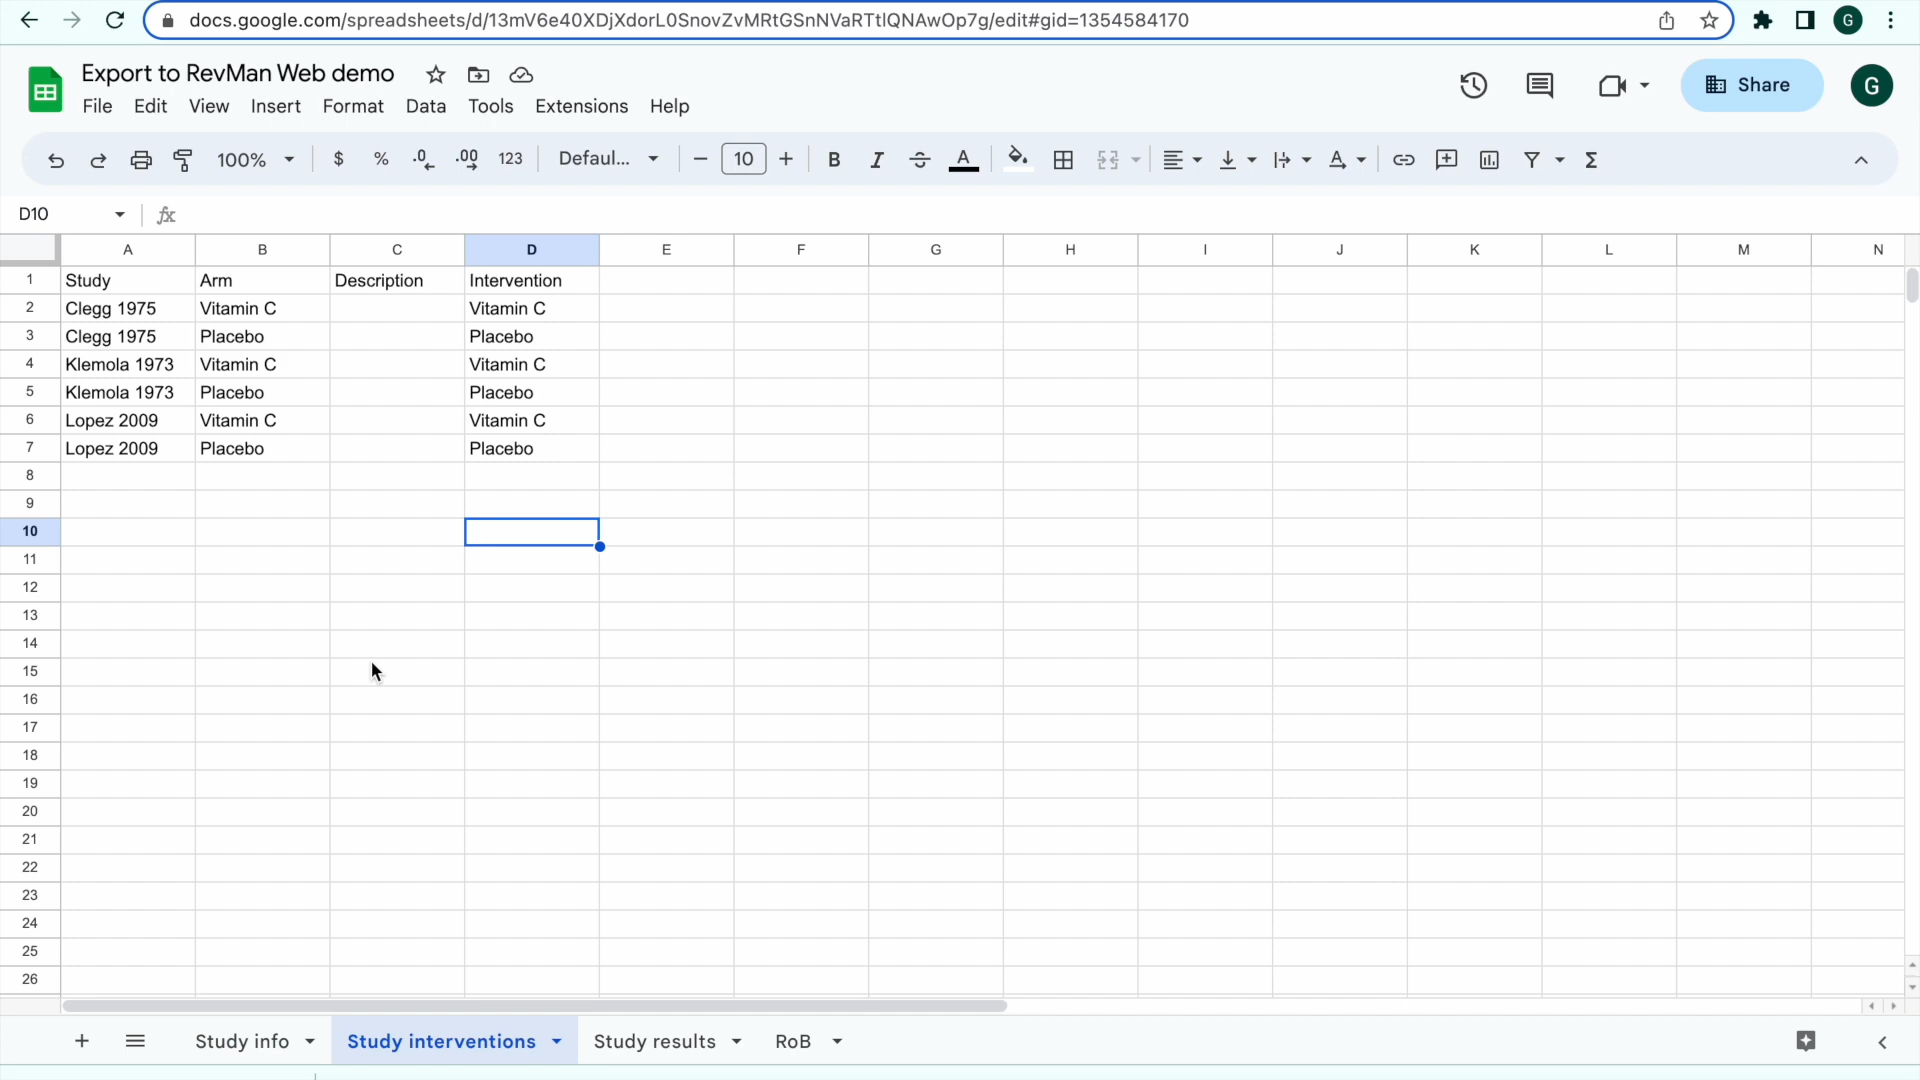 docs.google.com/spreadsheets/d/13mV6e40XDjXdorL0SnovZvMRtGSnNVaRTtlQNAwOp7g/edit#gid=1354584170
G
Export to RevMan Web demo
File Edit View Insert Format Data Tools Extensions Help
Share
G
100% $ % .0 .00 123 Defaul... − 10 + B I S A Σ
D10 fx
A B C D E F G H I J K L M N
1 Study Arm Description Intervention
2 Clegg 1975 Vitamin C Vitamin C
3 Clegg 1975 Placebo Placebo
4 Klemola 1973 Vitamin C Vitamin C
5 Klemola 1973 Placebo Placebo
6 Lopez 2009 Vitamin C Vitamin C
7 Lopez 2009 Placebo Placebo
8
9
10
11
12
13
14
15
16
17
18
19
20
21
22
23
24
25
26
+ Study info Study interventions Study results RoB